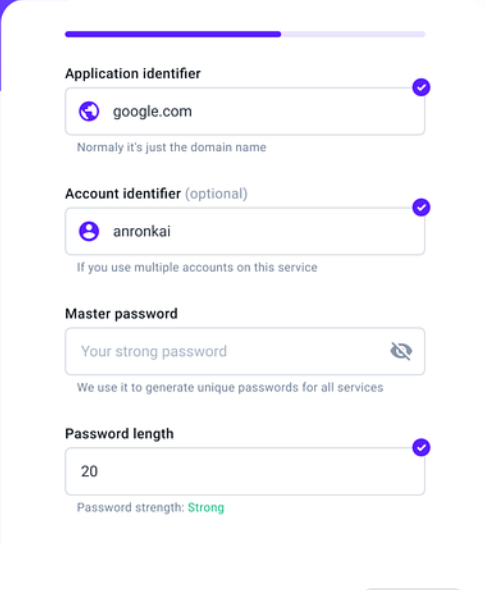 Application identifier
google.com
Normaly it's just the domain name
Account identifier (optional)
anronkai
If you use multiple accounts on this service
Master password
Your strong password
We use it to generate unique passwords for all services
Password length
20
Password strength: Strong